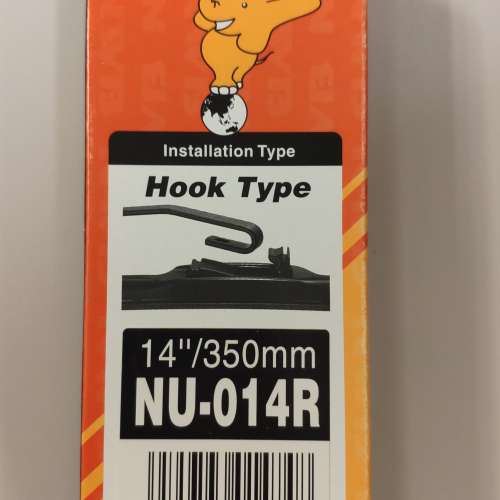 Installation Type
Hook Type
14"/350mm
NU-014R